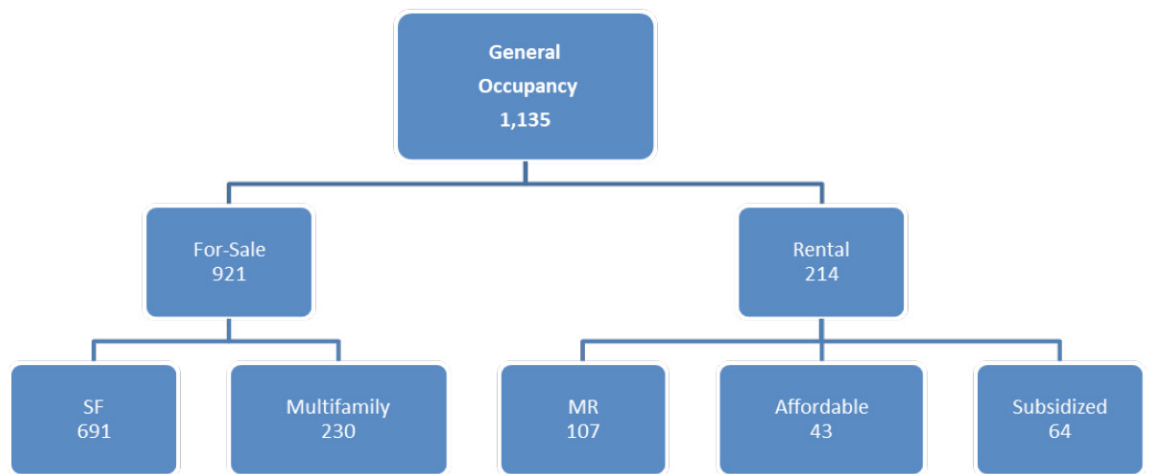 General
Occupancy
1,135
For-Sale
921
Rental
214
SF
691
Multifamily
230
MR
107
Affordable
43
Subsidized
64